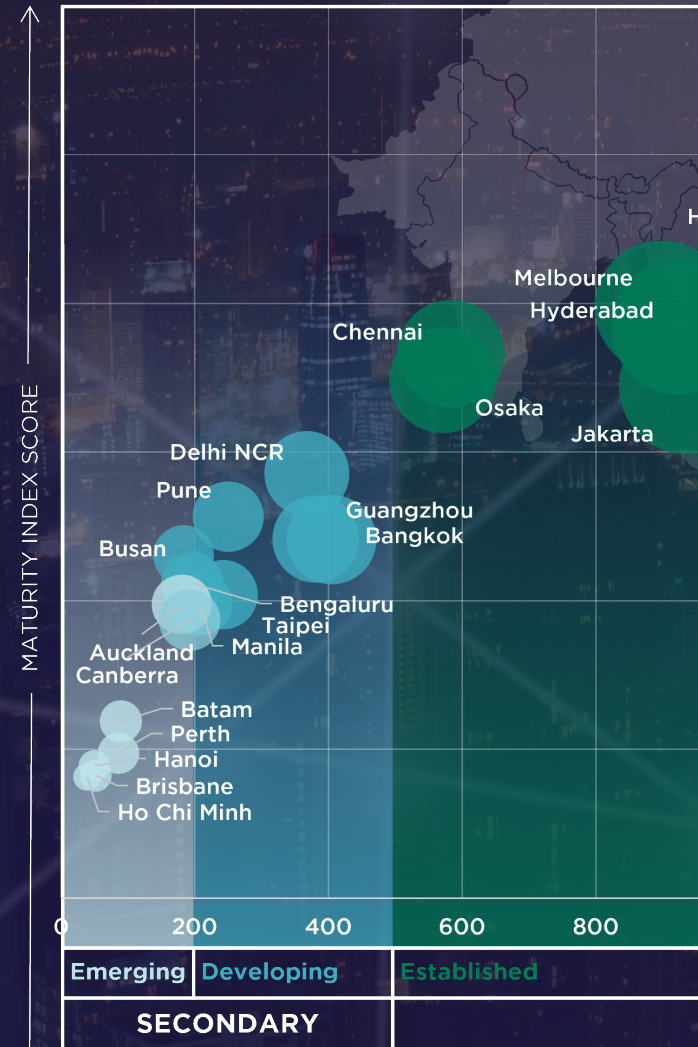 MATURITY INDEX SCORE
H
Melbourne
Hyderabad
Chennai
Osaka
Jakarta
Delhi NCR
Pune
Guangzhou
Bangkok
Busan
Bengaluru
Taipei
Manila
Auckland
Canberra
Batam
Perth
Hanoi
Brisbane
Ho Chi Minh
0 200 400 600 800
Emerging Developing Established
SECONDARY